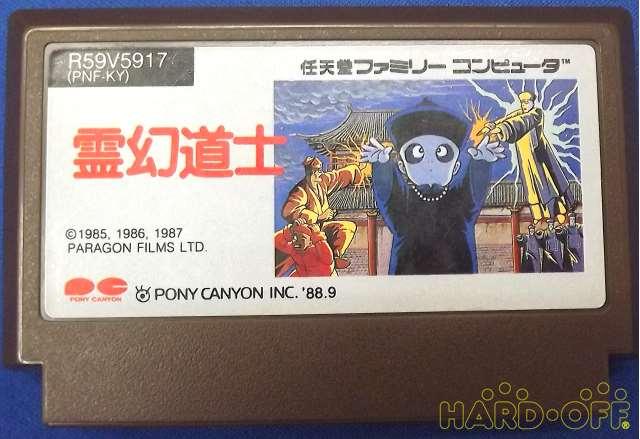 R59V5917
(PNF-KY)
任天堂ファミリー コンピュータ™
霊幻道士
©1985, 1986, 1987
PARAGON FILMS LTD.
PONY CANYON
PONY CANYON INC. '88.9
HARD·OFF®